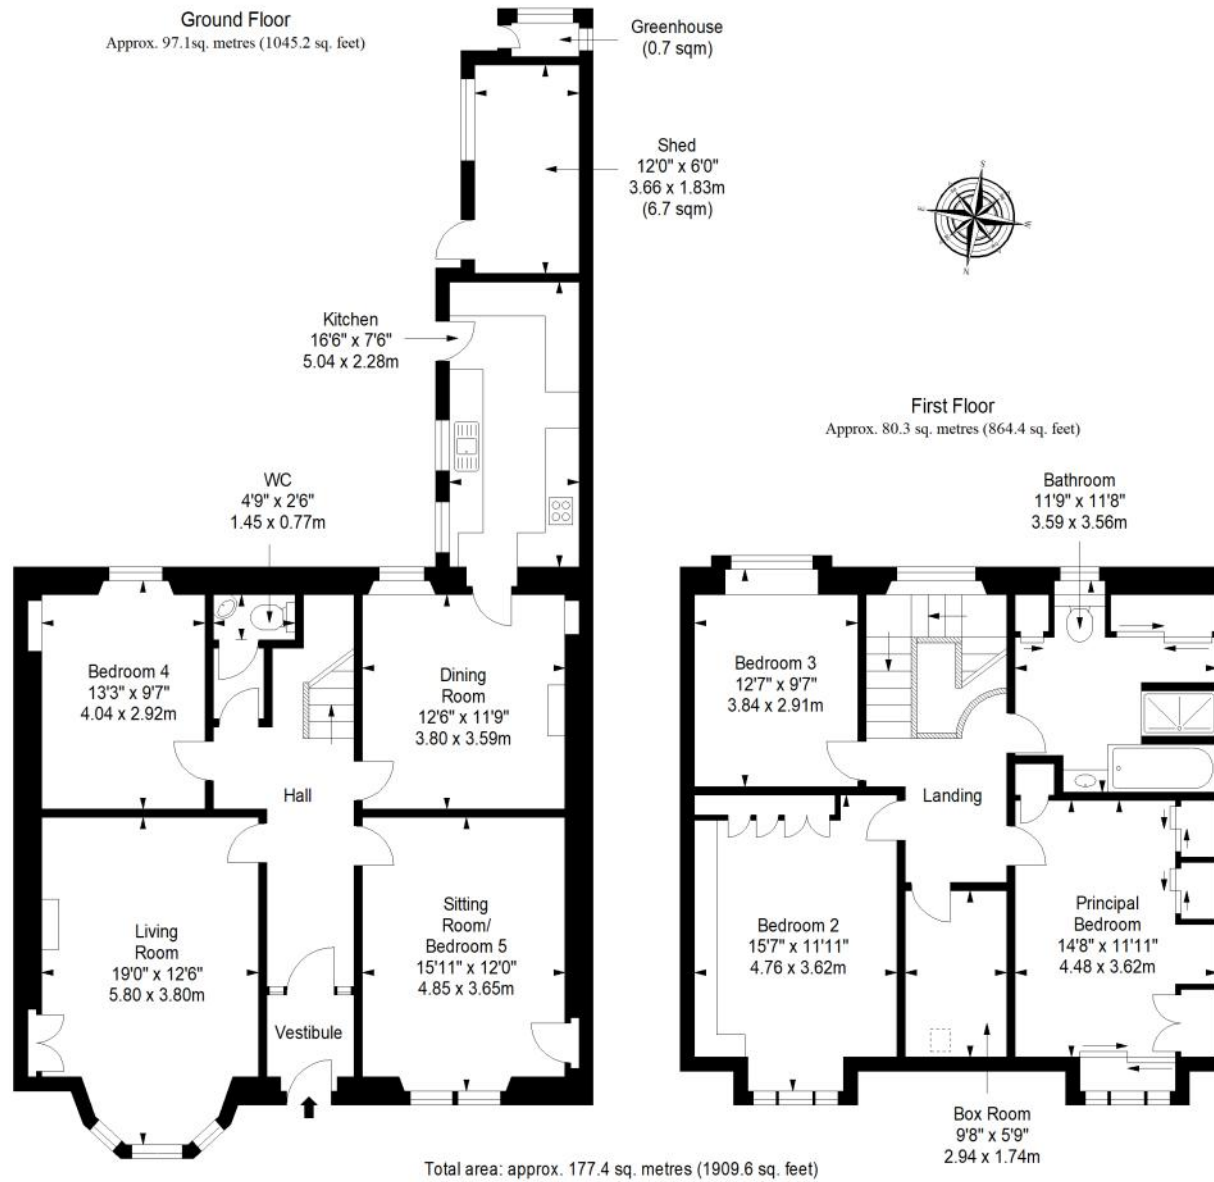 Ground Floor
Approx. 97.1sq. metres (1045.2 sq. feet)
Greenhouse
(0.7 sqm)
Shed
12'0" x 6'0"
3.66 x 1.83m
(6.7 sqm)
S
E
W
N
Kitchen
16'6" x 7'6"
5.04 x 2.28m
First Floor
Approx. 80.3 sq. metres (864.4 sq. feet)
WC
4'9" x 2'6"
1.45 x 0.77m
Bathroom
11'9" x 11'8"
3.59 x 3.56m
Bedroom 4
13'3" x 9'7"
4.04 x 2.92m
Dining
Room
12'6" x 11'9"
3.80 x 3.59m
Bedroom 3
12'7" x 9'7"
3.84 x 2.91m
Hall
Landing
Living
Room
19'0" x 12'6"
5.80 x 3.80m
Sitting
Room/
Bedroom 5
15'11" x 12'0"
4.85 x 3.65m
Bedroom 2
15'7" x 11'11"
4.76 x 3.62m
Principal
Bedroom
14'8" x 11'11"
4.48 x 3.62m
Vestibule
Box Room
9'8" x 5'9"
2.94 x 1.74m
Total area: approx. 177.4 sq. metres (1909.6 sq. feet)